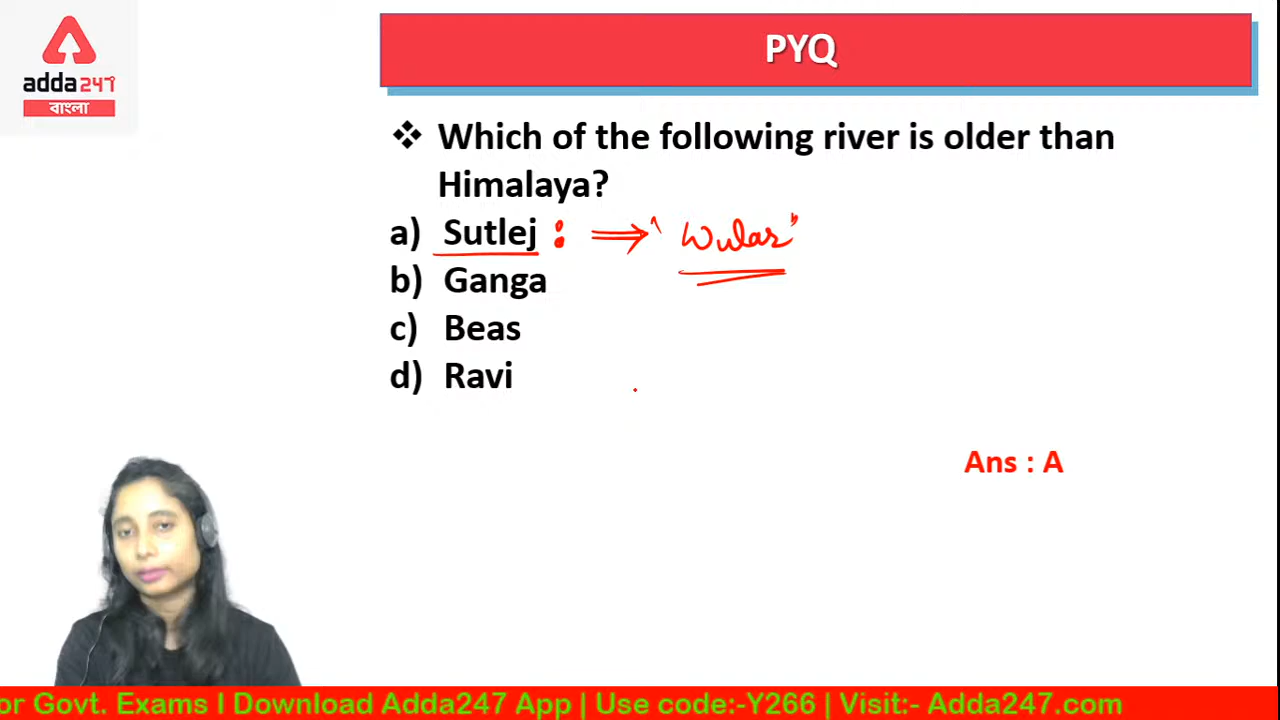 adda247
বাংলা
PYQ
❖ Which of the following river is older than
Himalaya?
a) Sutlej : ⇒ "Wular"
b) Ganga
c) Beas
d) Ravi
Ans : A
or Govt. Exams I Download Adda247 App | Use code:-Y266 | Visit:- Adda247.com